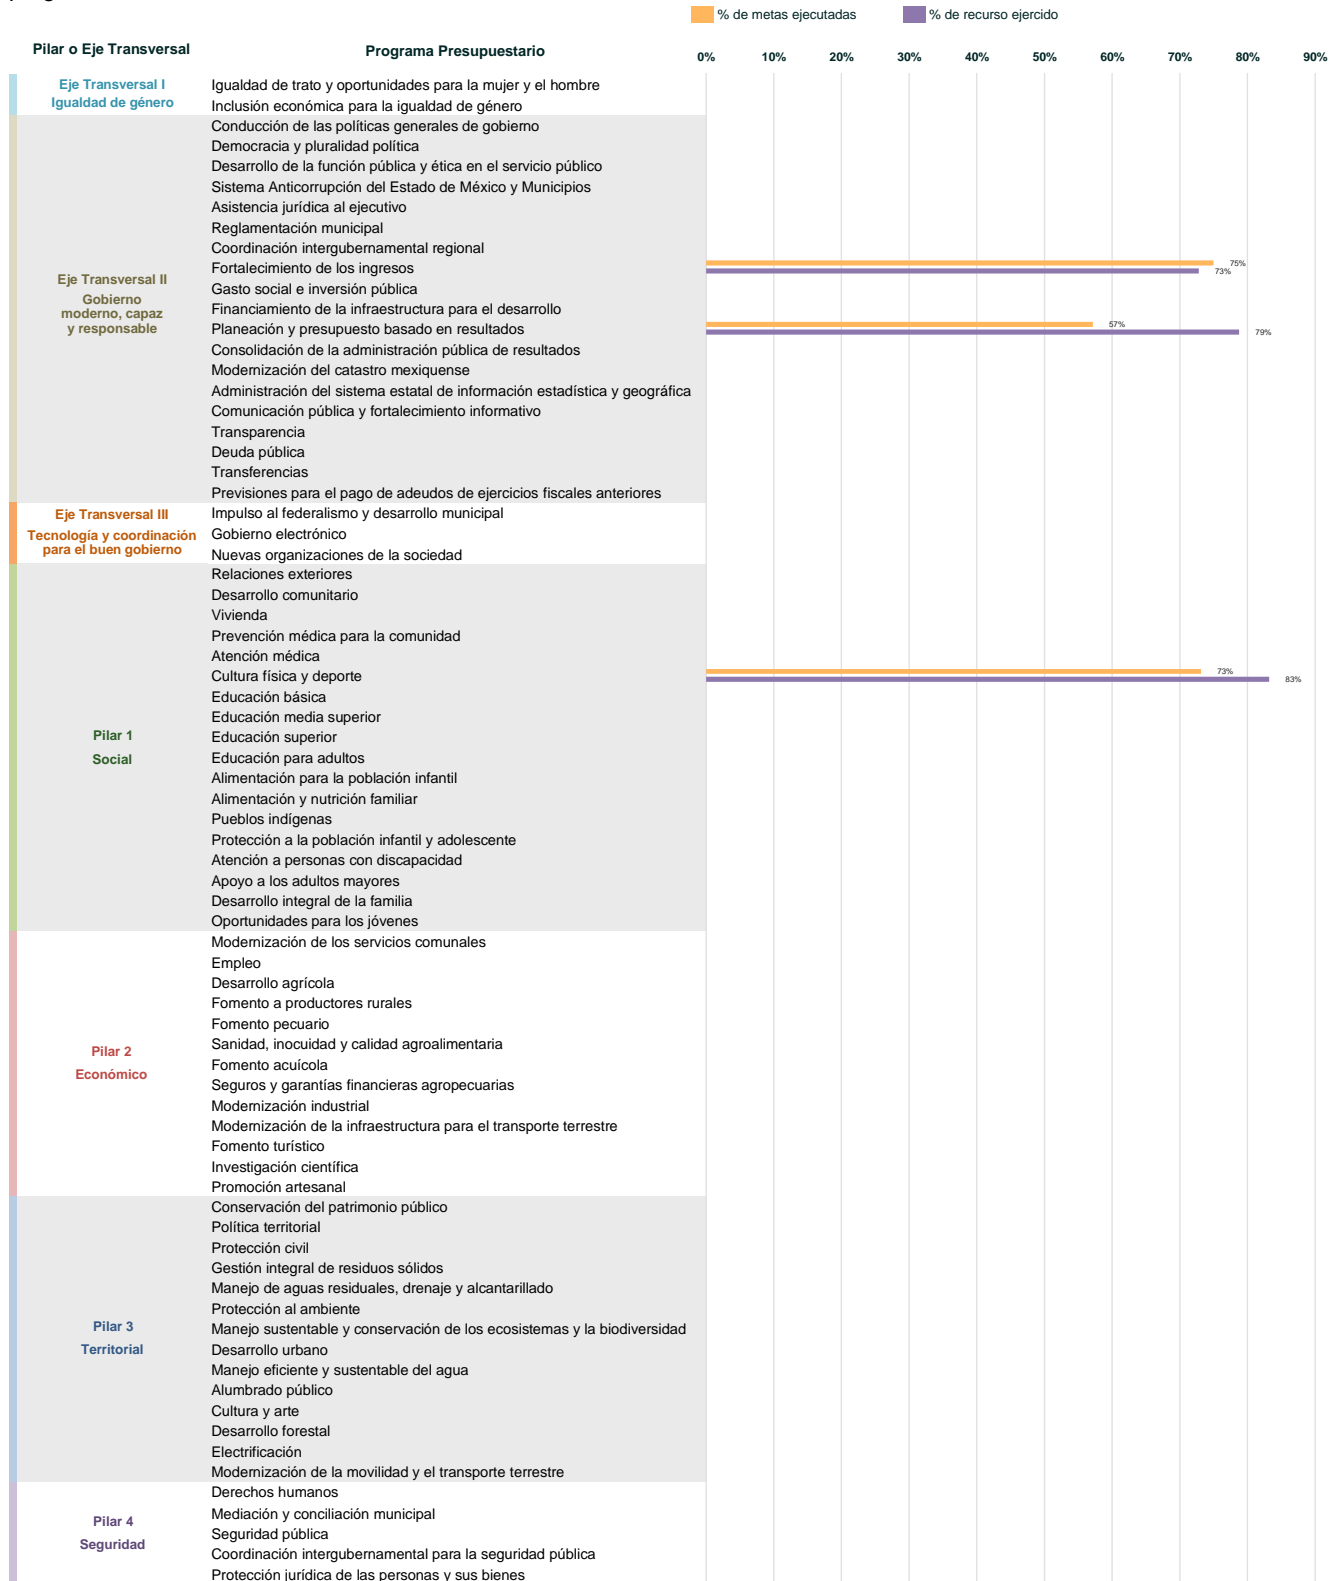 % de metas ejecutadas % de recurso ejercido
Pilar o Eje Transversal Programa Presupuestario 0% 10% 20% 30% 40% 50% 60% 70% 80% 90%
Eje Transversal I
Igualdad de género
Igualdad de trato y oportunidades para la mujer y el hombre
Inclusión económica para la igualdad de género
Eje Transversal II
Gobierno
moderno, capaz
y responsable
Conducción de las políticas generales de gobierno
Democracia y pluralidad política
Desarrollo de la función pública y ética en el servicio público
Sistema Anticorrupción del Estado de México y Municipios
Asistencia jurídica al ejecutivo
Reglamentación municipal
Coordinación intergubernamental regional
Fortalecimiento de los ingresos
75%
73%
Gasto social e inversión pública
Financiamiento de la infraestructura para el desarrollo
Planeación y presupuesto basado en resultados
57%
79%
Consolidación de la administración pública de resultados
Modernización del catastro mexiquense
Administración del sistema estatal de información estadística y geográfica
Comunicación pública y fortalecimiento informativo
Transparencia
Deuda pública
Transferencias
Previsiones para el pago de adeudos de ejercicios fiscales anteriores
Eje Transversal III
Tecnología y coordinación
para el buen gobierno
Impulso al federalismo y desarrollo municipal
Gobierno electrónico
Nuevas organizaciones de la sociedad
Pilar 1
Social
Relaciones exteriores
Desarrollo comunitario
Vivienda
Prevención médica para la comunidad
Atención médica
Cultura física y deporte
73%
83%
Educación básica
Educación media superior
Educación superior
Educación para adultos
Alimentación para la población infantil
Alimentación y nutrición familiar
Pueblos indígenas
Protección a la población infantil y adolescente
Atención a personas con discapacidad
Apoyo a los adultos mayores
Desarrollo integral de la familia
Oportunidades para los jóvenes
Pilar 2
Económico
Modernización de los servicios comunales
Empleo
Desarrollo agrícola
Fomento a productores rurales
Fomento pecuario
Sanidad, inocuidad y calidad agroalimentaria
Fomento acuícola
Seguros y garantías financieras agropecuarias
Modernización industrial
Modernización de la infraestructura para el transporte terrestre
Fomento turístico
Investigación científica
Promoción artesanal
Pilar 3
Territorial
Conservación del patrimonio público
Política territorial
Protección civil
Gestión integral de residuos sólidos
Manejo de aguas residuales, drenaje y alcantarillado
Protección al ambiente
Manejo sustentable y conservación de los ecosistemas y la biodiversidad
Desarrollo urbano
Manejo eficiente y sustentable del agua
Alumbrado público
Cultura y arte
Desarrollo forestal
Electrificación
Modernización de la movilidad y el transporte terrestre
Pilar 4
Seguridad
Derechos humanos
Mediación y conciliación municipal
Seguridad pública
Coordinación intergubernamental para la seguridad pública
Protección jurídica de las personas y sus bienes